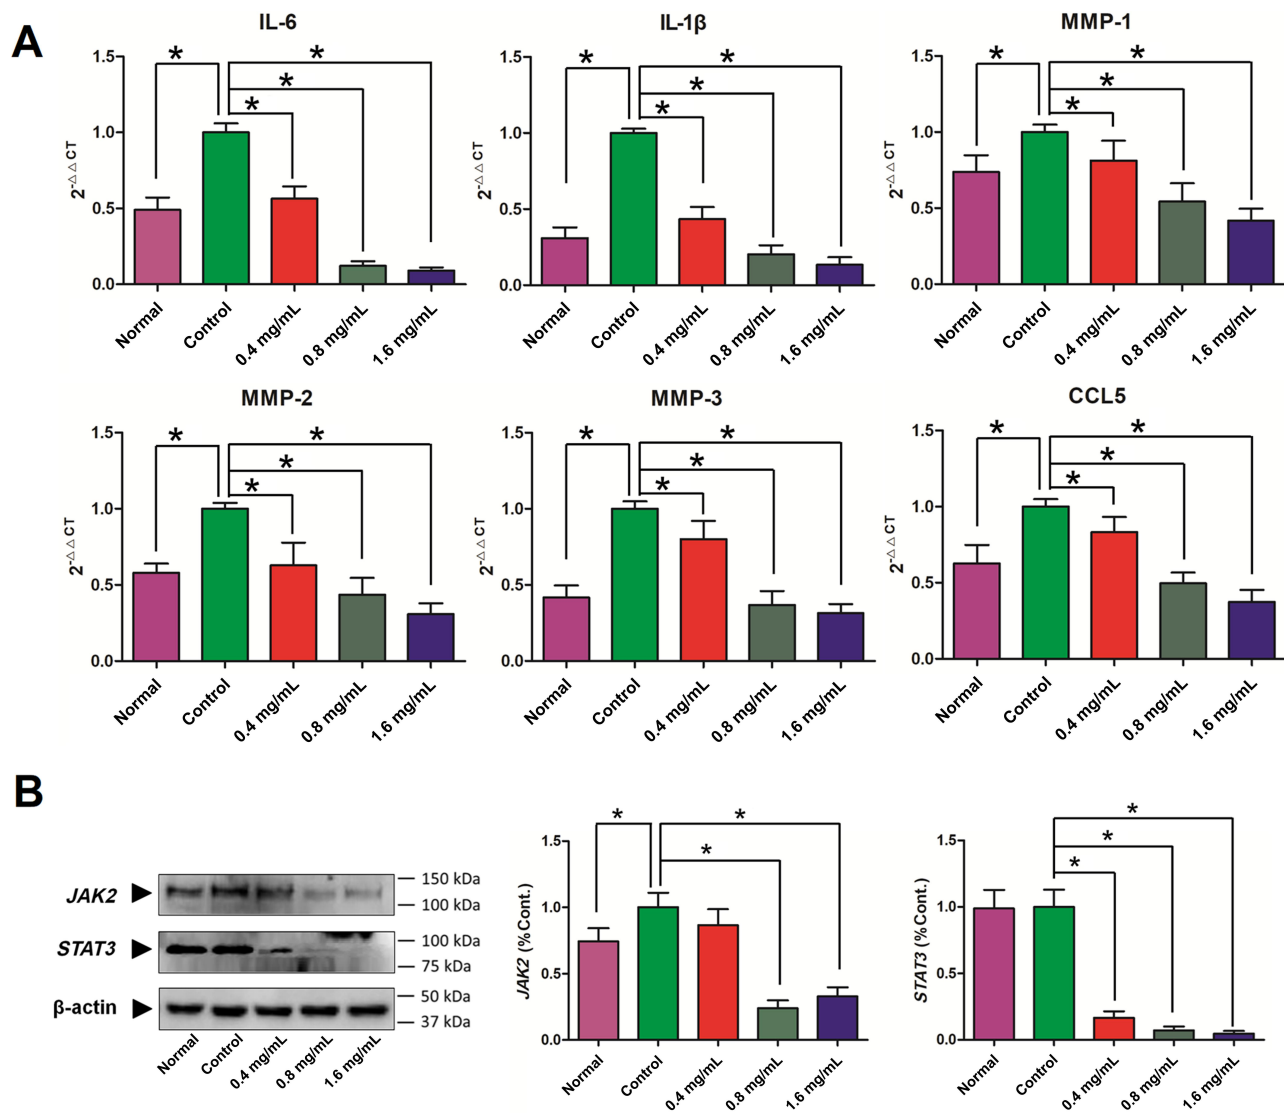 A
IL-6
2-△△CT
1.5
1.0
0.5
0.0
* * * *
Normal
Control
0.4 mg/mL
0.8 mg/mL
1.6 mg/mL
IL-1β
2-△△CT
1.5
1.0
0.5
0.0
* * * *
Normal
Control
0.4 mg/mL
0.8 mg/mL
1.6 mg/mL
MMP-1
2-△△CT
1.5
1.0
0.5
0.0
* * * *
Normal
Control
0.4 mg/mL
0.8 mg/mL
1.6 mg/mL
MMP-2
2-△△CT
1.5
1.0
0.5
0.0
* * * *
Normal
Control
0.4 mg/mL
0.8 mg/mL
1.6 mg/mL
MMP-3
2-△△CT
1.5
1.0
0.5
0.0
* * * *
Normal
Control
0.4 mg/mL
0.8 mg/mL
1.6 mg/mL
CCL5
2-△△CT
1.5
1.0
0.5
0.0
* * * *
Normal
Control
0.4 mg/mL
0.8 mg/mL
1.6 mg/mL
B
JAK2
150 kDa
100 kDa
STAT3
100 kDa
75 kDa
β-actin
50 kDa
37 kDa
Normal
Control
0.4 mg/mL
0.8 mg/mL
1.6 mg/mL
JAK2 (%Cont.)
1.5
1.0
0.5
0.0
* * *
Normal
Control
0.4 mg/mL
0.8 mg/mL
1.6 mg/mL
STAT3 (%Cont.)
1.5
1.0
0.5
0.0
* * *
Normal
Control
0.4 mg/mL
0.8 mg/mL
1.6 mg/mL